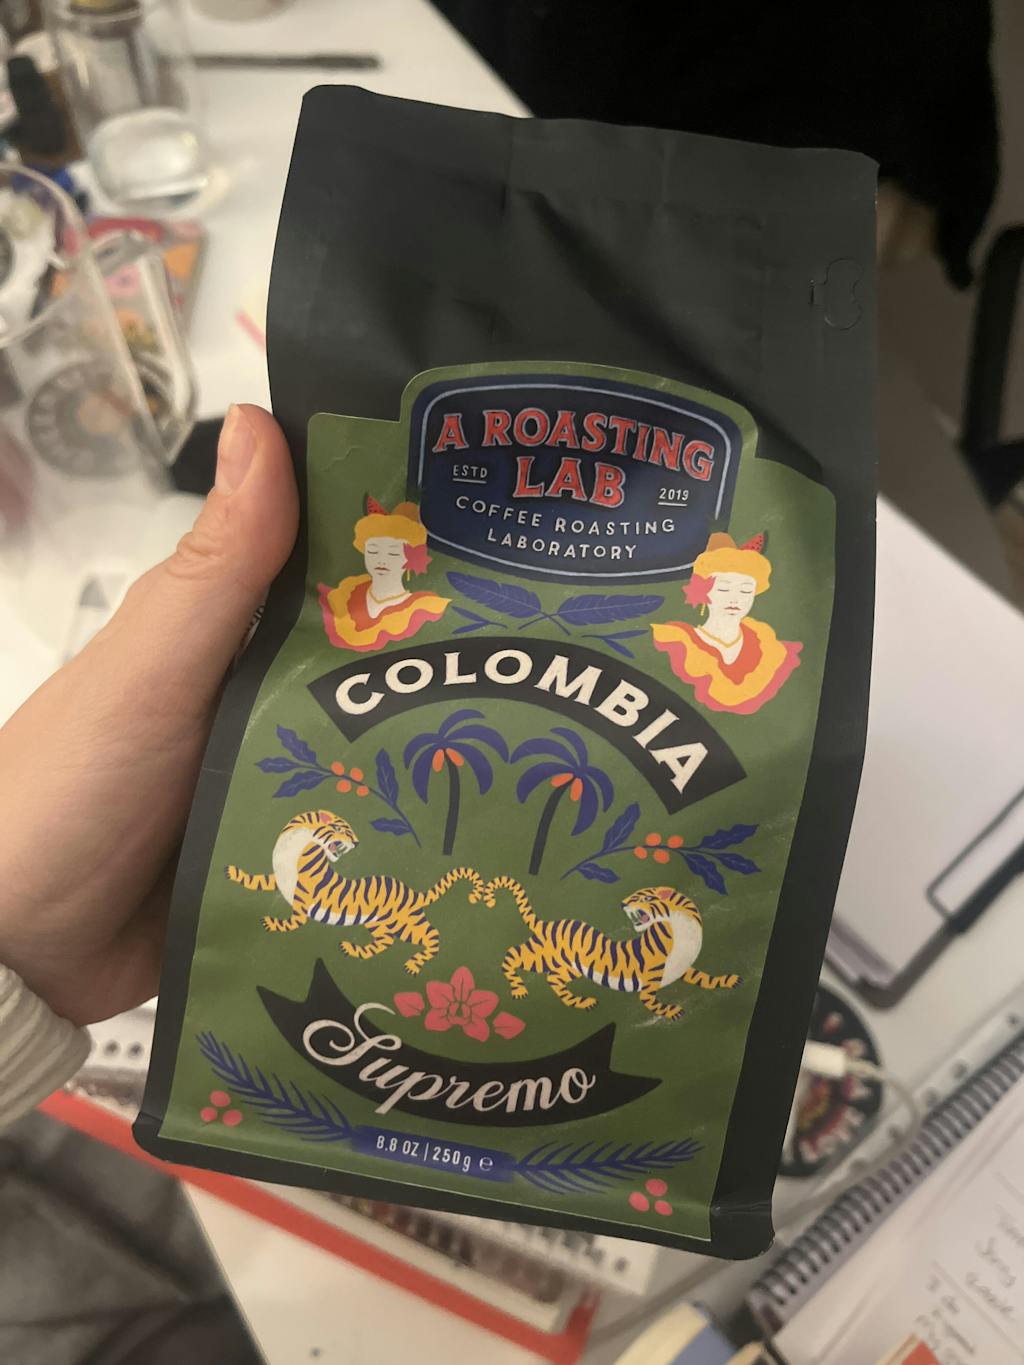 A ROASTING
LAB
ESTD 2019
COFFEE ROASTING
LABORATORY
COLOMBIA
Supremo
8.8 OZ | 250g ℮